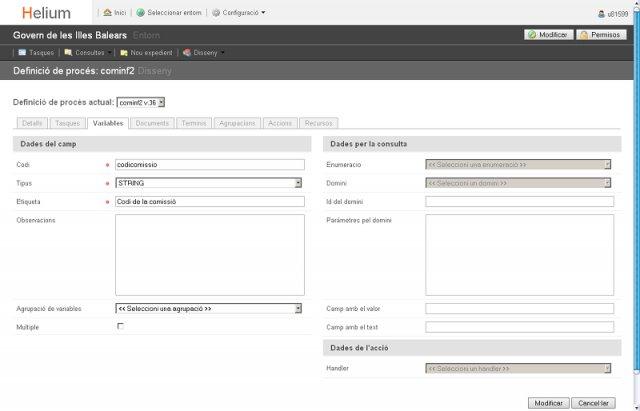 Helium
Inici
Seleccionar entorn
Configuració
u81599
Govern de les Illes Balears Entorn
Modificar
Permisos
Tasques
Consultes
Nou expedient
Disseny
Definició de procés: cominf2 Disseny
Definició de procés actual: cominf2 v.36
Detalls
Tasques
Variables
Documents
Terminis
Agrupacions
Accions
Recursos
Dades del camp
Codi
codicomissio
Tipus
STRING
Etiqueta
Codi de la comissió
Observacions
Agrupació de variables
<< Seleccioni una agrupació >>
Multiple
Dades per la consulta
Enumeracio
<< Seleccioni una enumeració >>
Domini
<< Seleccioni un domini >>
Id del domini
Paràmetres pel domini
Camp amb el valor
Camp amb el text
Dades de l'acció
Handler
<< Seleccioni un handler >>
Modificar
Cancel·lar